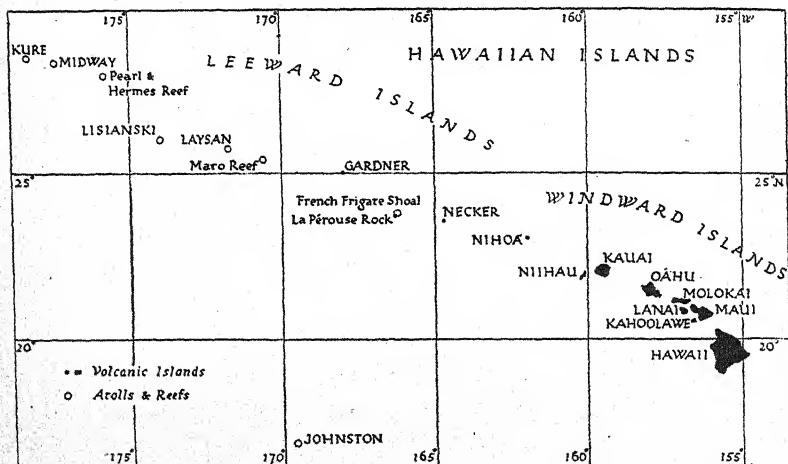 175° 170° 165° 160° 155° W
HAWAIIAN ISLANDS
LEEWARD ISLANDS
KURE
MIDWAY
Pearl &
Hermes Reef
LISIANSKI
LAYSAN
Maro Reef
GARDNER
25° 25° N
French Frigate Shoal
La Pérouse Rock
NECKER
WINDWARD ISLANDS
NIHOA
NIIHAU
KAUAI
OAHU
MOLOKAI
LANAI
MAUI
KAHOOLAWE
20° 20°
HAWAII
Volcanic Islands
Atolls & Reefs
JOHNSTON
175° 170° 165° 160° 155°